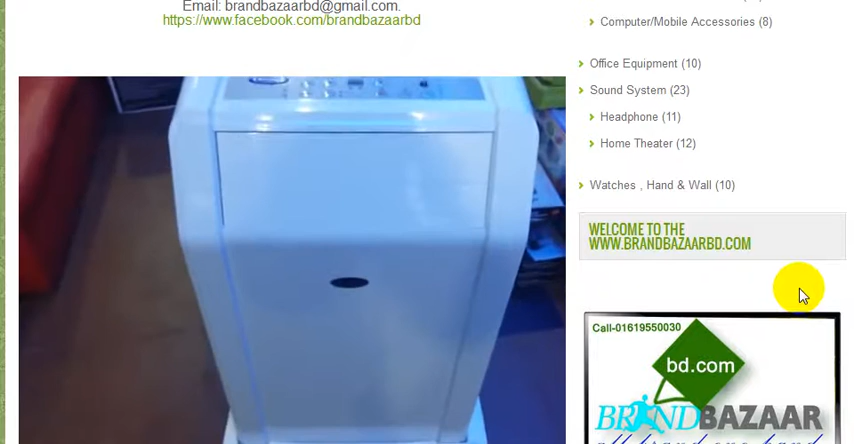 Email: brandbazaarbd@gmail.com.
https://www.facebook.com/brandbazaarbd
Computer/Mobile Accessories (8)
Office Equipment (10)
Sound System (23)
Headphone (11)
Home Theater (12)
Watches , Hand & Wall (10)
WELCOME TO THE
WWW.BRANDBAZAARBD.COM
Call-01619550030
bd.com
BRANDBAZAAR